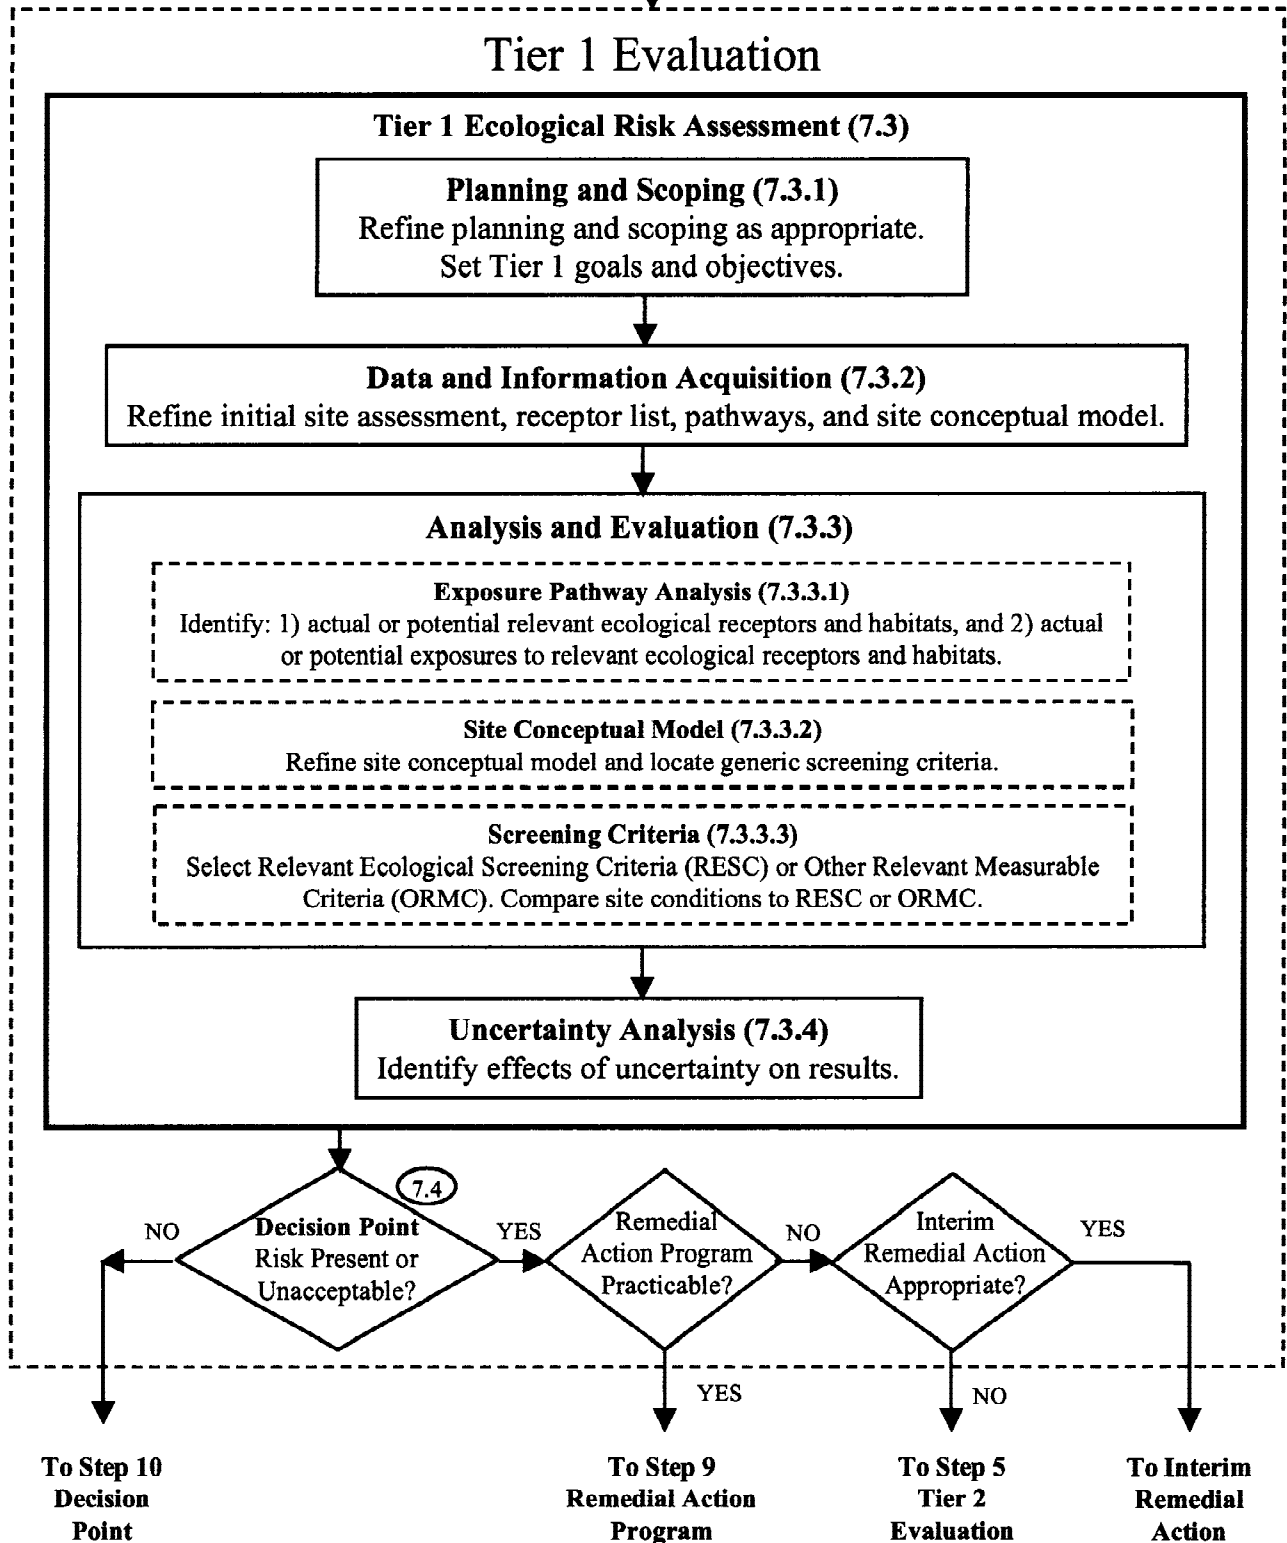 Tier 1 Evaluation
Tier 1 Ecological Risk Assessment (7.3)
Planning and Scoping (7.3.1)
Refine planning and scoping as appropriate.
Set Tier 1 goals and objectives.
Data and Information Acquisition (7.3.2)
Refine initial site assessment, receptor list, pathways, and site conceptual model.
Analysis and Evaluation (7.3.3)
Exposure Pathway Analysis (7.3.3.1)
Identify: 1) actual or potential relevant ecological receptors and habitats, and 2) actual
or potential exposures to relevant ecological receptors and habitats.
Site Conceptual Model (7.3.3.2)
Refine site conceptual model and locate generic screening criteria.
Screening Criteria (7.3.3.3)
Select Relevant Ecological Screening Criteria (RESC) or Other Relevant Measurable
Criteria (ORMC). Compare site conditions to RESC or ORMC.
Uncertainty Analysis (7.3.4)
Identify effects of uncertainty on results.
7.4
NO
Decision Point
Risk Present or
Unacceptable?
YES
Remedial
Action Program
Practicable?
NO
Interim
Remedial Action
Appropriate?
YES
YES
NO
To Step 10
Decision
Point
To Step 9
Remedial Action
Program
To Step 5
Tier 2
Evaluation
To Interim
Remedial
Action